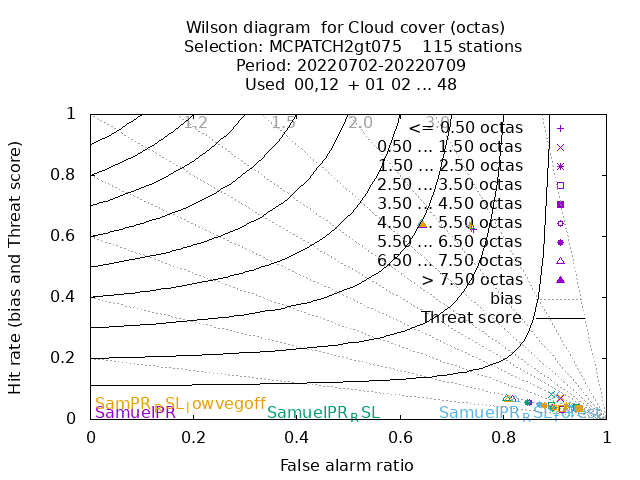 Wilson diagram for Cloud cover (octas)
Selection: MCPATCH2gt075 115 stations
Period: 20220702-20220709
Used 00,12 + 01 02 ... 48
1.2 1.5 2.0 3.0
<= 0.50 octas
0.50 ... 1.50 octas
1.50 ... 2.50 octas
2.50 ... 3.50 octas
3.50 ... 4.50 octas
4.50 ... 5.50 octas
5.50 ... 6.50 octas
6.50 ... 7.50 octas
> 7.50 octas
bias
Threat score
Hit rate (bias and Threat score)
1
0.8
0.6
0.4
0.2
0
SamPR_RSL_lowvegoff
SamuelPR SamuelPR_RSL SamuelPR_RSL_forest
0 0.2 0.4 0.6 0.8 1
False alarm ratio